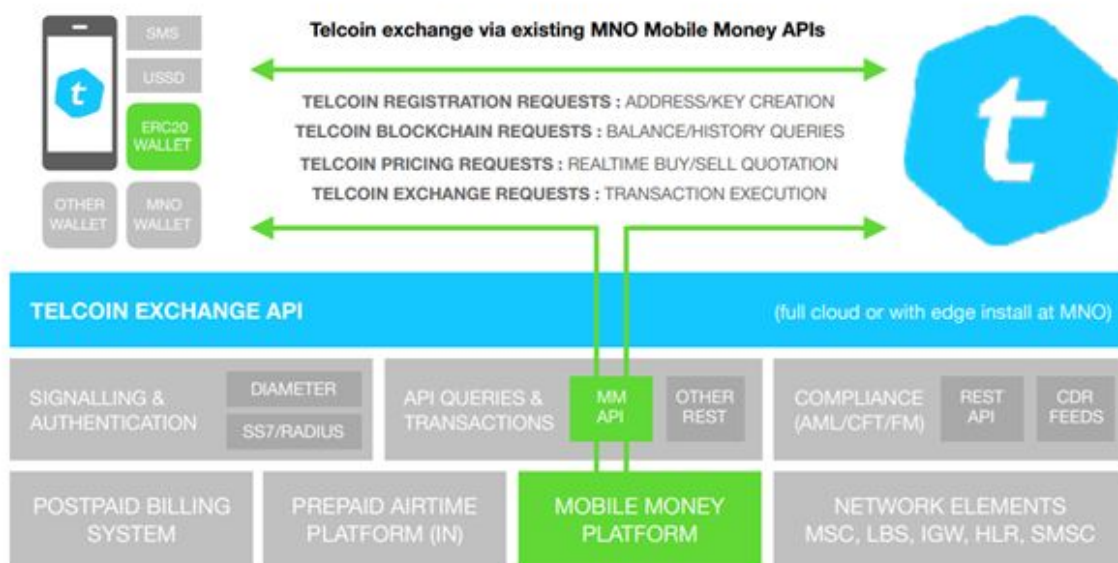 SMS
USSD
ERC20
WALLET
OTHER
WALLET
MNO
WALLET
t
Telcoin exchange via existing MNO Mobile Money APIs
TELCOIN REGISTRATION REQUESTS : ADDRESS/KEY CREATION
TELCOIN BLOCKCHAIN REQUESTS : BALANCE/HISTORY QUERIES
TELCOIN PRICING REQUESTS : REALTIME BUY/SELL QUOTATION
TELCOIN EXCHANGE REQUESTS : TRANSACTION EXECUTION
t
TELCOIN EXCHANGE API
(full cloud or with edge install at MNO)
SIGNALLING &
AUTHENTICATION
DIAMETER
SS7/RADIUS
API QUERIES &
TRANSACTIONS
MM
API
OTHER
REST
COMPLIANCE
(AML/CFT/FM)
REST
API
CDR
FEEDS
POSTPAID BILLING
SYSTEM
PREPAID AIRTIME
PLATFORM (IN)
MOBILE MONEY
PLATFORM
NETWORK ELEMENTS
MSC, LBS, IGW, HLR, SMSC